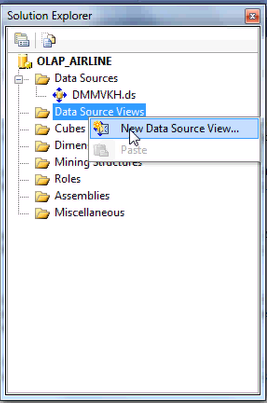 Solution Explorer
OLAP_AIRLINE
Data Sources
DMMVKH.ds
Data Source Views
New Data Source View...
Cubes
Paste
Dimen
Mining Structures
Roles
Assemblies
Miscellaneous